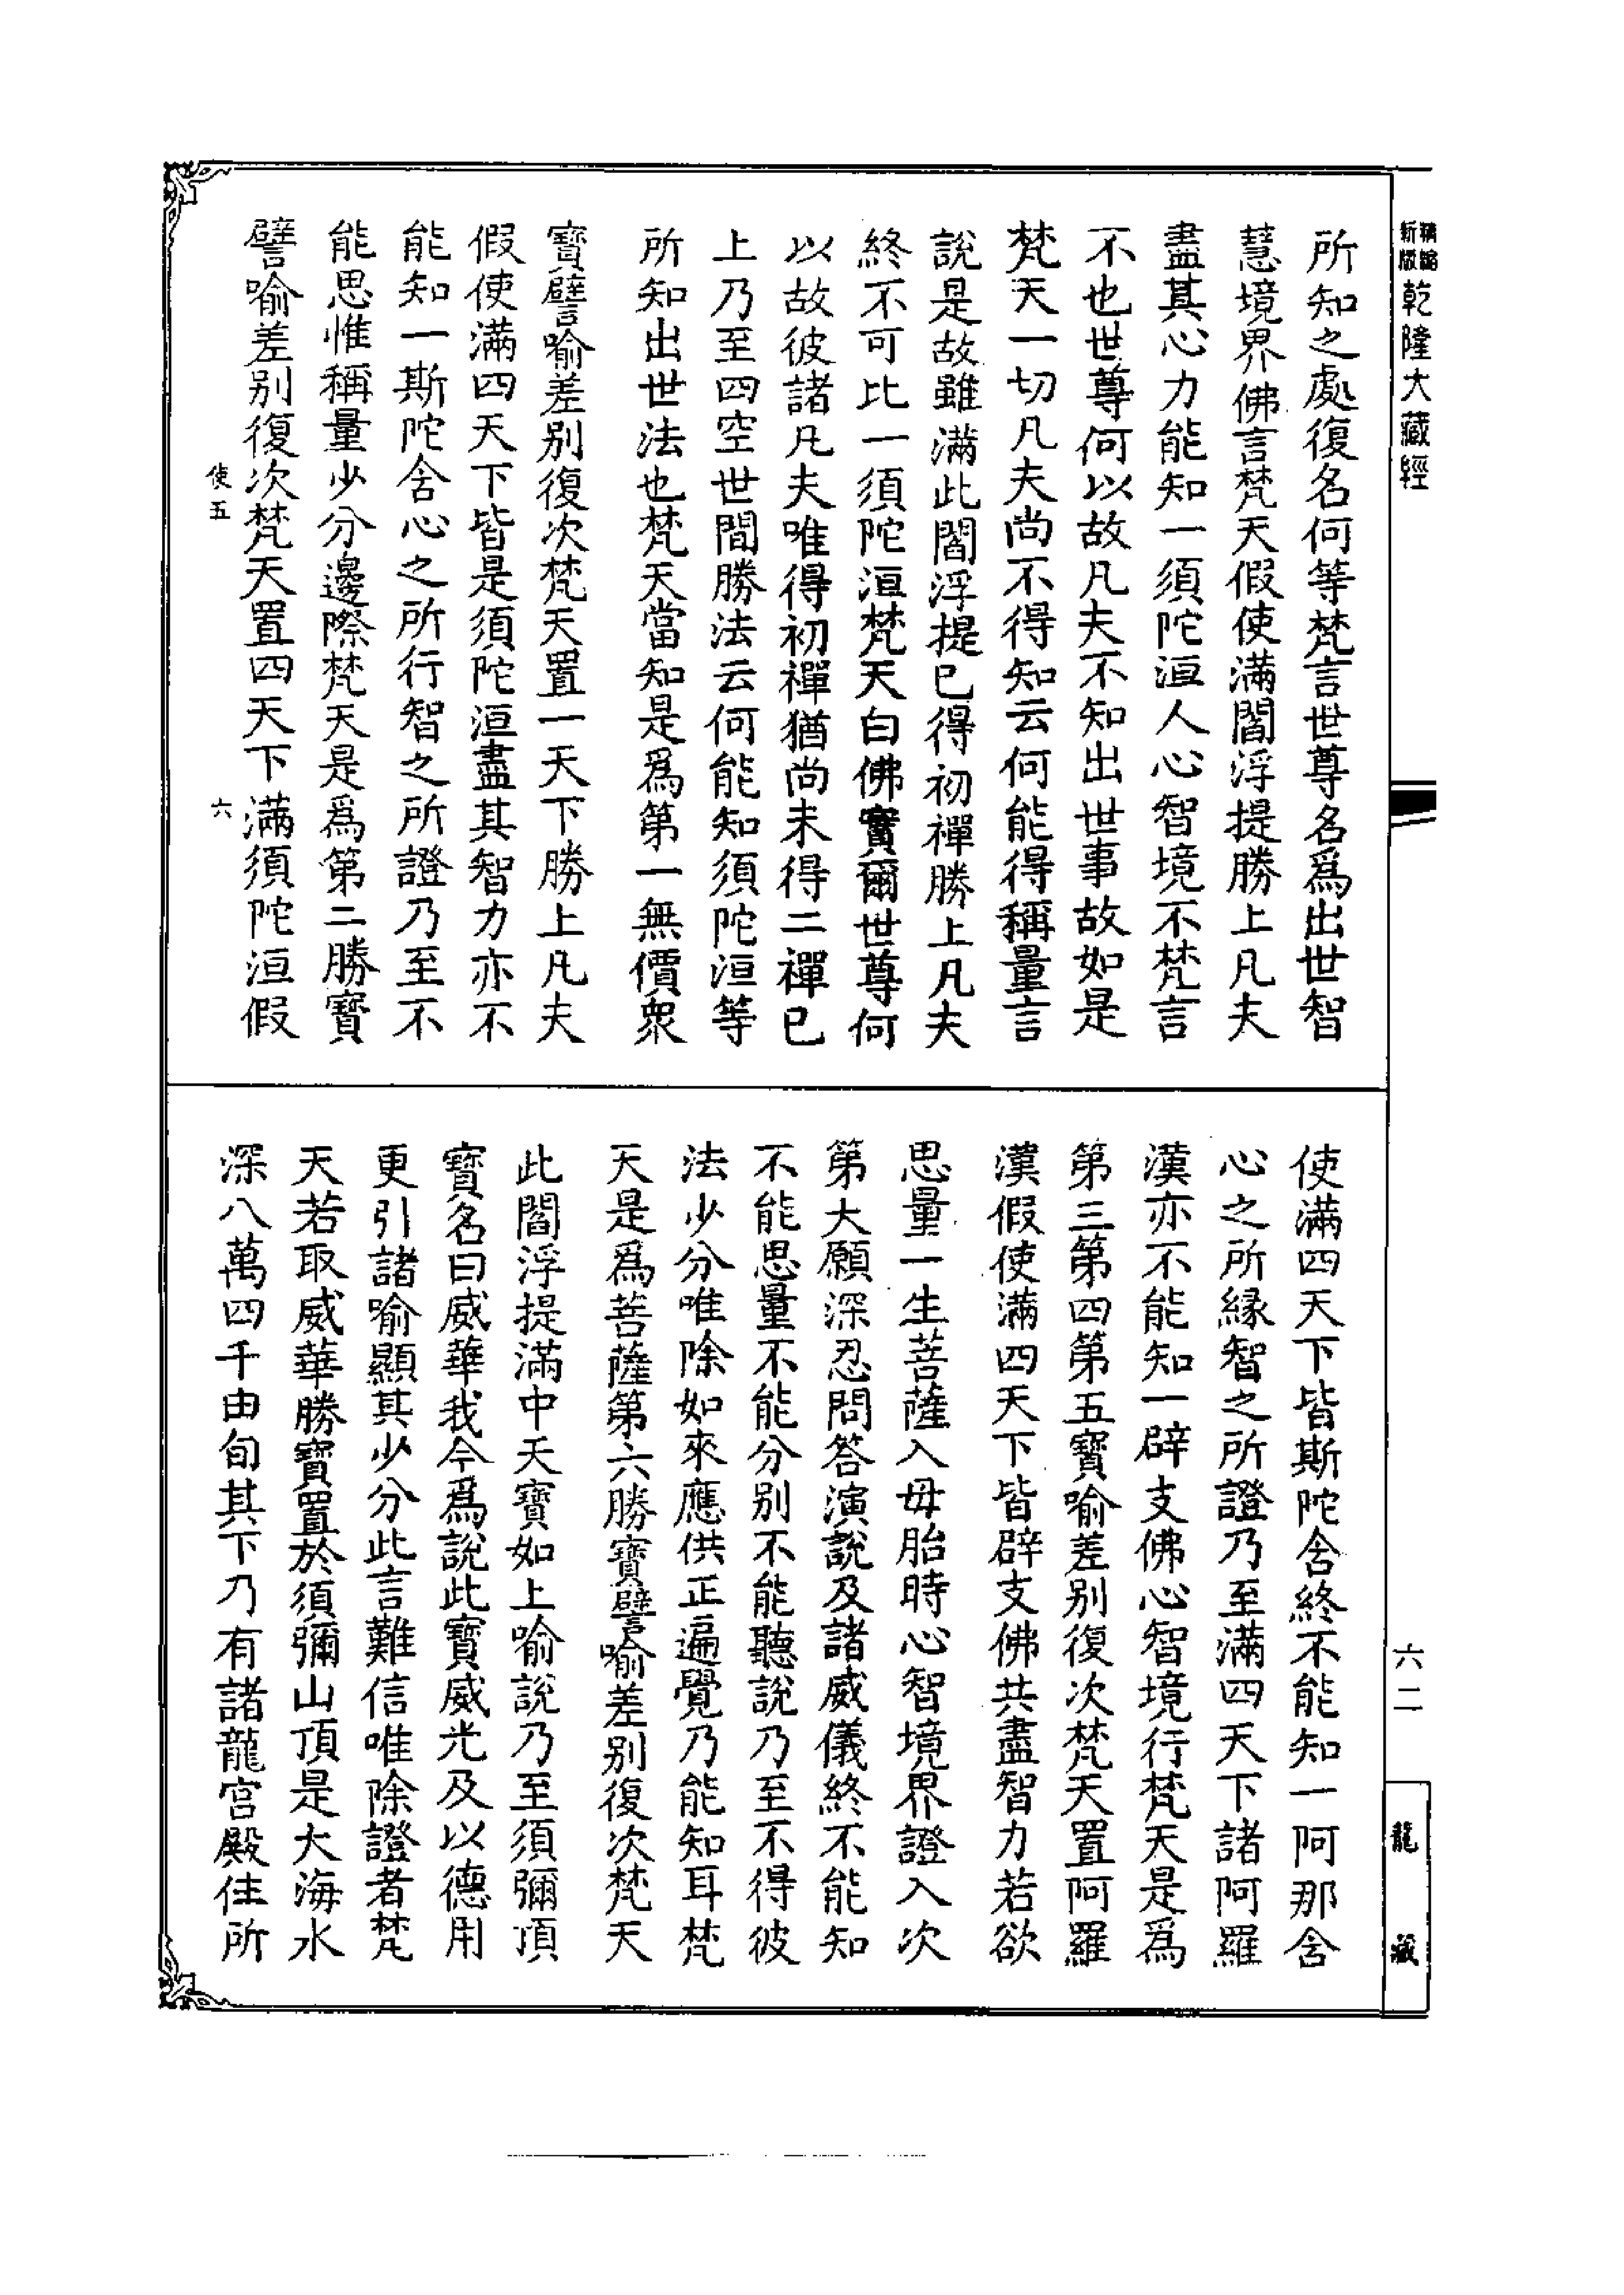 新版
精縮
乾隆大藏經
所知之處復名何等梵言世尊名爲出世智
慧境界佛言梵天假使滿閻浮提勝上凡夫
盡其心力能知一須陀洹人心智境不梵言
不也世尊何以故凡夫不知出世事故如是
梵天一切凡夫尚不得知云何能得稱量言
說是故雖滿此閻浮提已得初禪勝上凡夫
終不可比一須陀洹梵天白佛實爾世尊何
以故彼諸凡夫唯得初禪猶尚未得二禪已
上乃至四空世間勝法云何能知須陀洹等
所知出世法也梵天當知是爲第一無價衆
寶譬喻差別復次梵天置一天下勝上凡夫
假使滿四天下皆是須陀洹盡其智力亦不
能知一斯陀含心之所行智之所證乃至不
能思惟稱量少分邊際梵天是爲第二勝寶
譬喻差別復次梵天置四天下滿須陀洹假
使五
六
使滿四天下皆斯陀含終不能知一阿那含
心之所緣智之所證乃至滿四天下諸阿羅
漢亦不能知一辟支佛心智境行梵天是爲
第三第四第五寶喻差別復次梵天置阿羅
漢假使滿四天下皆辟支佛共盡智力若欲
思量一生菩薩入母胎時心智境界證入次
第大願深忍問答演說及諸威儀終不能知
不能思量不能分別不能聽說乃至不得彼
法少分唯除如來應供正遍覺乃能知耳梵
天是爲菩薩第六勝寶譬喻差別復次梵天
此閻浮提滿中天寶如上喻說乃至須彌頂
寶名曰威華我今爲說此寶威光及以德用
更引諸喻顯其少分此言難信唯除證者梵
天若取威華勝寶置於須彌山頂是大海水
深八萬四千由旬其下乃有諸龍宮殿住所
六二
龍藏